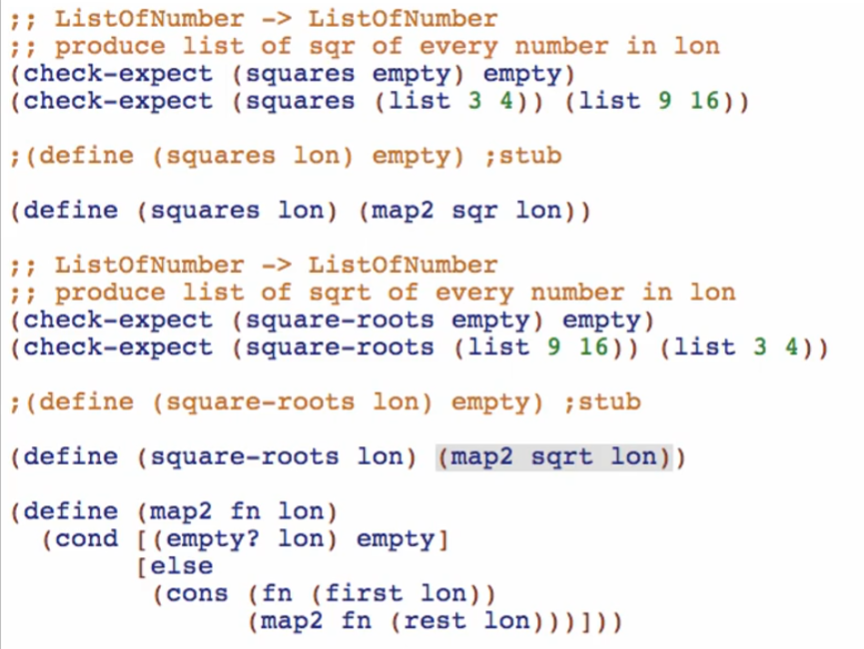 ;; ListOfNumber -> ListOfNumber
;; produce list of sqr of every number in lon
(check-expect (squares empty) empty)
(check-expect (squares (list 3 4)) (list 9 16))
;(define (squares lon) empty) ;stub
(define (squares lon) (map2 sqr lon))
;; ListOfNumber -> ListOfNumber
;; produce list of sqrt of every number in lon
(check-expect (square-roots empty) empty)
(check-expect (square-roots (list 9 16)) (list 3 4))
;(define (square-roots lon) empty) ;stub
(define (square-roots lon) (map2 sqrt lon))
(define (map2 fn lon)
  (cond [(empty? lon) empty]
        [else
         (cons (fn (first lon))
               (map2 fn (rest lon)))]))